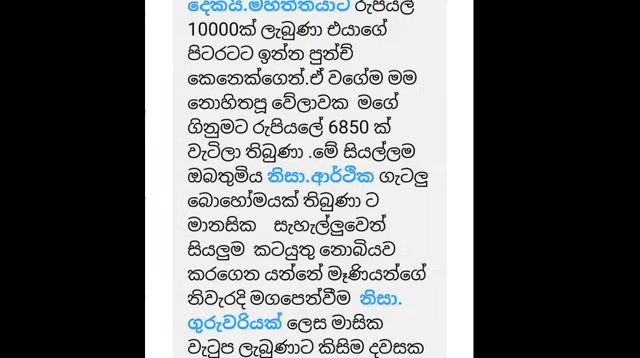 දෙකයි.මහත්තයාට රුපියල්
10000ක් ලැබුණා එයාගේ
පිටරටට ඉන්න පුන්චි
කෙනෙක්ගෙන්.ඒ වගේම මම
නොහිතපූ වේලාවක මගේ
ගිනුමට රුපියලේ 6850 ක්
වැටිලා තිබුණා .මේ සියල්ලම
ඔබතුමිය නිසා.ආර්ථික ගැටලු
බොහෝමයක් තිබුණා ට
මානසික සැහැල්ලුවෙන්
සියලුම කටයුතු නොබියව
කරගෙන යන්නේ මෑණියන්ගේ
නිවැරදි මගපෙන්වීම නිසා.
ගුරුවරියක් ලෙස මාසික
වැටුප ලැබුණාට කිසිම දවසක